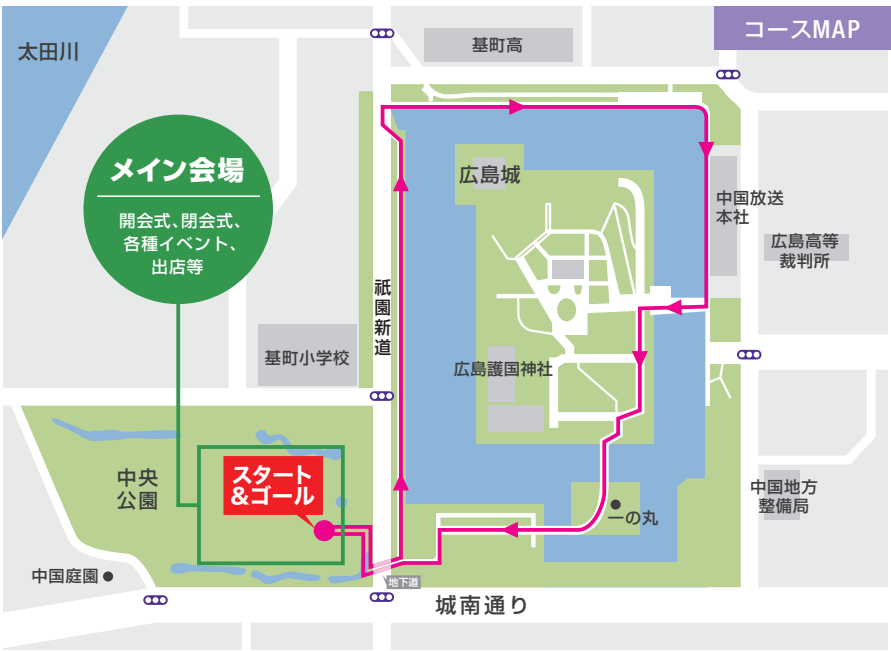 コースMAP
太田川
基町高
メイン会場
開会式、閉会式、
各種イベント、
出店等
広島城
中国放送
本社
広島高等
裁判所
祇園新道
基町小学校
広島護国神社
中央
公園
スタート
&ゴール
中国地方
整備局
一の丸
中国庭園
地下道
城南通り